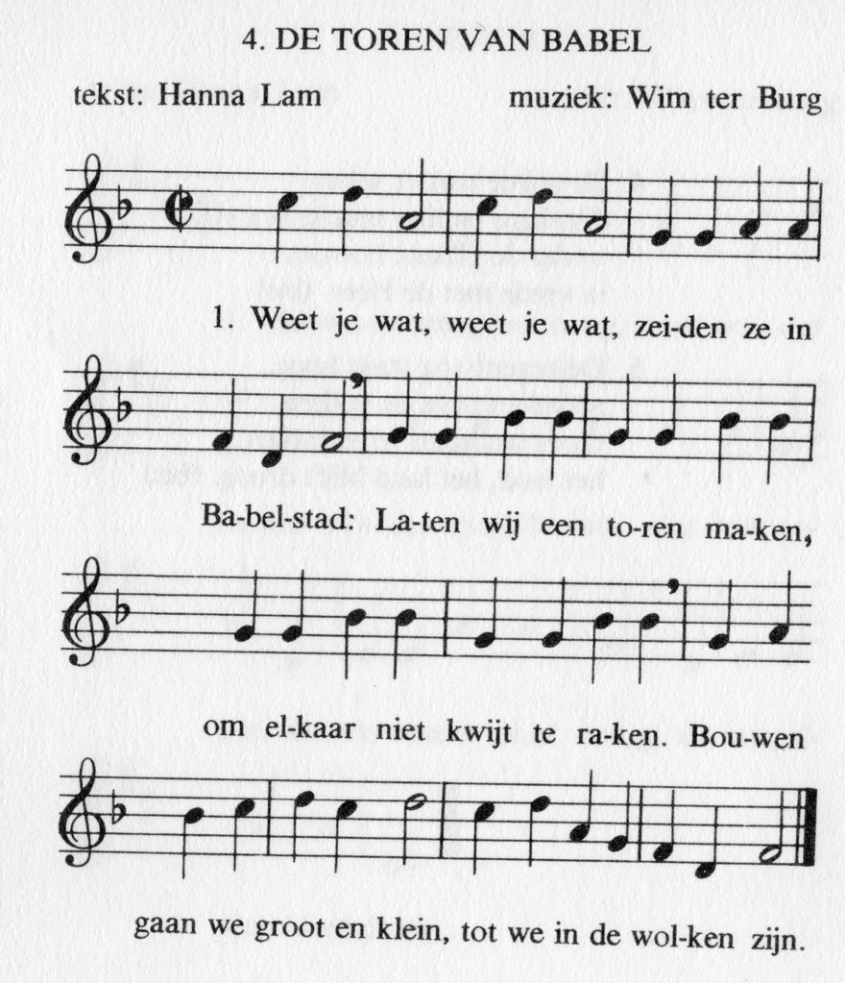 4. DE TOREN VAN BABEL
tekst: Hanna Lam muziek: Wim ter Burg
1. Weet je wat, weet je wat, zei-den ze in
Ba-bel-stad: La-ten wij een to-ren ma-ken,
om el-kaar niet kwijt te ra-ken. Bou-wen
gaan we groot en klein, tot we in de wol-ken zijn.